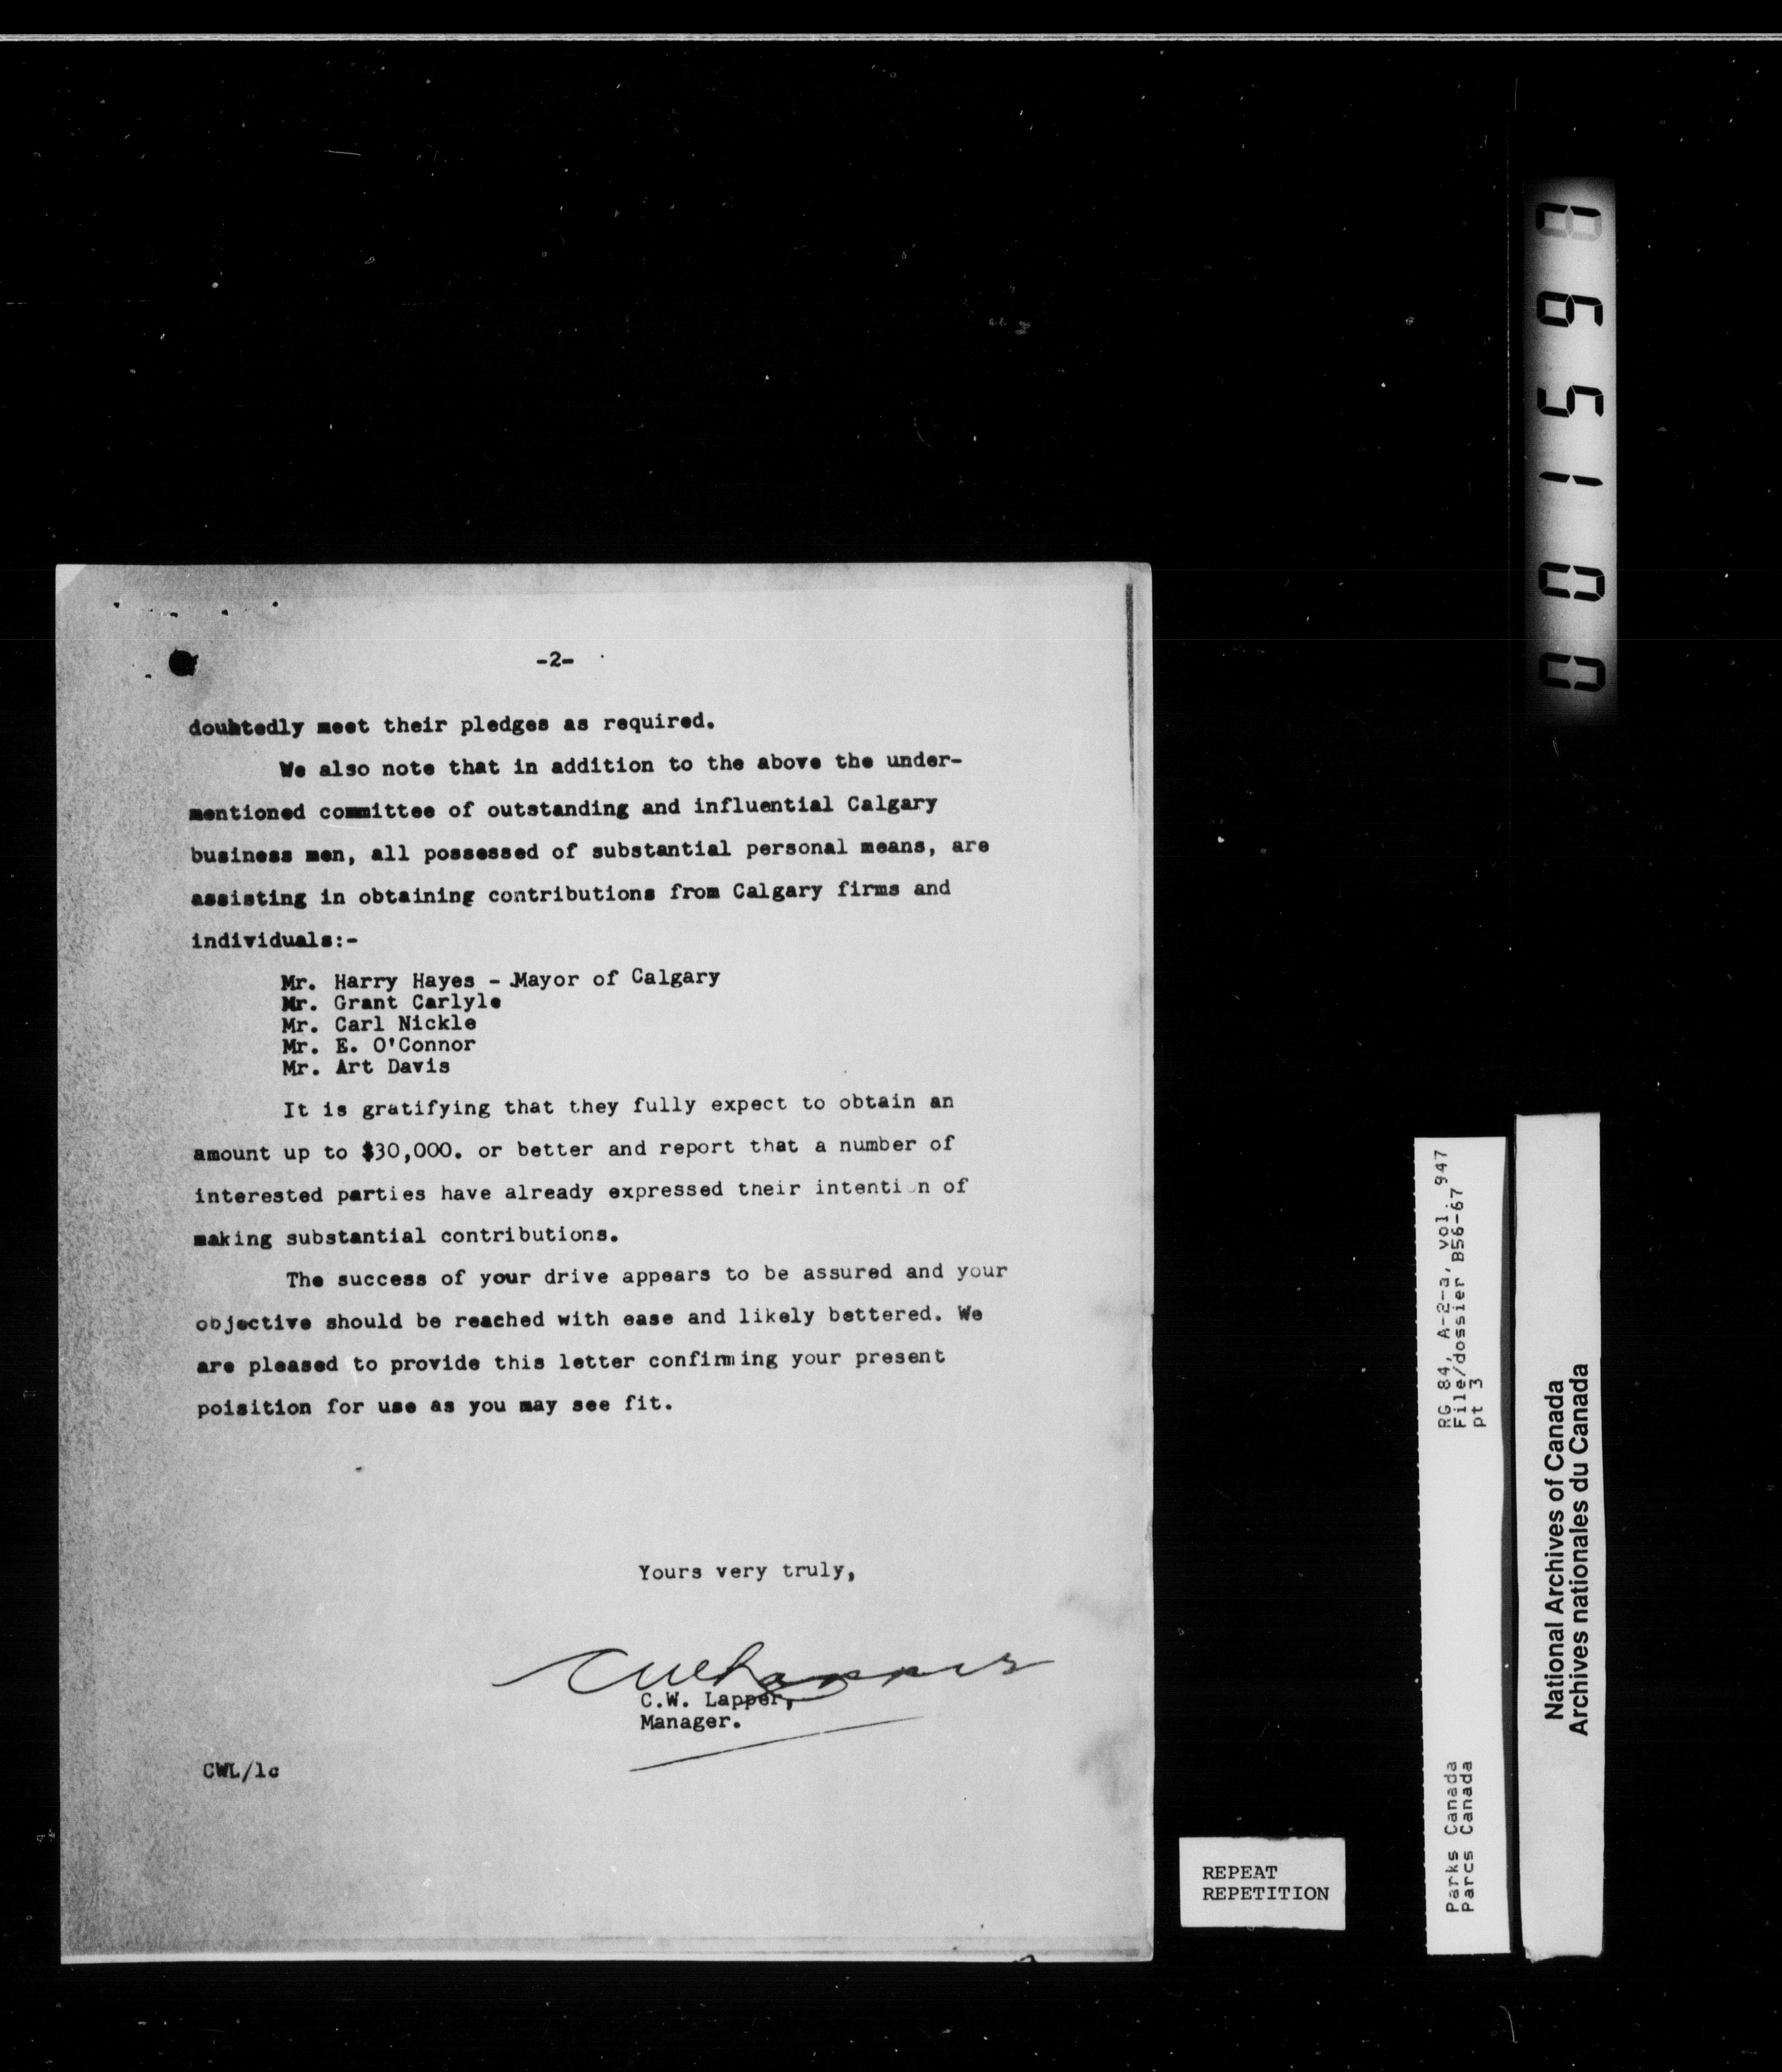 -2-
doubtedly meet their pledges as required.
We also note that in addition to the above the under-
mentioned committee of outstanding and influential Calgary
business men, all possessed of substantial personal means, are
assisting in obtaining contributions from Calgary firms and
individuals:-
Mr. Harry Hayes - Mayor of Calgary
Mr. Grant Carlyle
Mr. Carl Nickle
Mr. E. O'Connor
Mr. Art Davis
It is gratifying that they fully expect to obtain an
amount up to $30,000. or better and report that a number of
interested parties have already expressed their intention of
making substantial contributions.
The success of your drive appears to be assured and your
objective should be reached with ease and likely bettered. We
are pleased to provide this letter confirming your present
poisition for use as you may see fit.
Yours very truly,
CW Lapper
C.W. Lapper,
Manager.
CWL/lc
REPEAT
REPETITION
RG 84, A-2-a, vol. 947
File/dossier B56-67
pt 3
Parks Canada
Parcs Canada
National Archives of Canada
Archives nationales du Canada